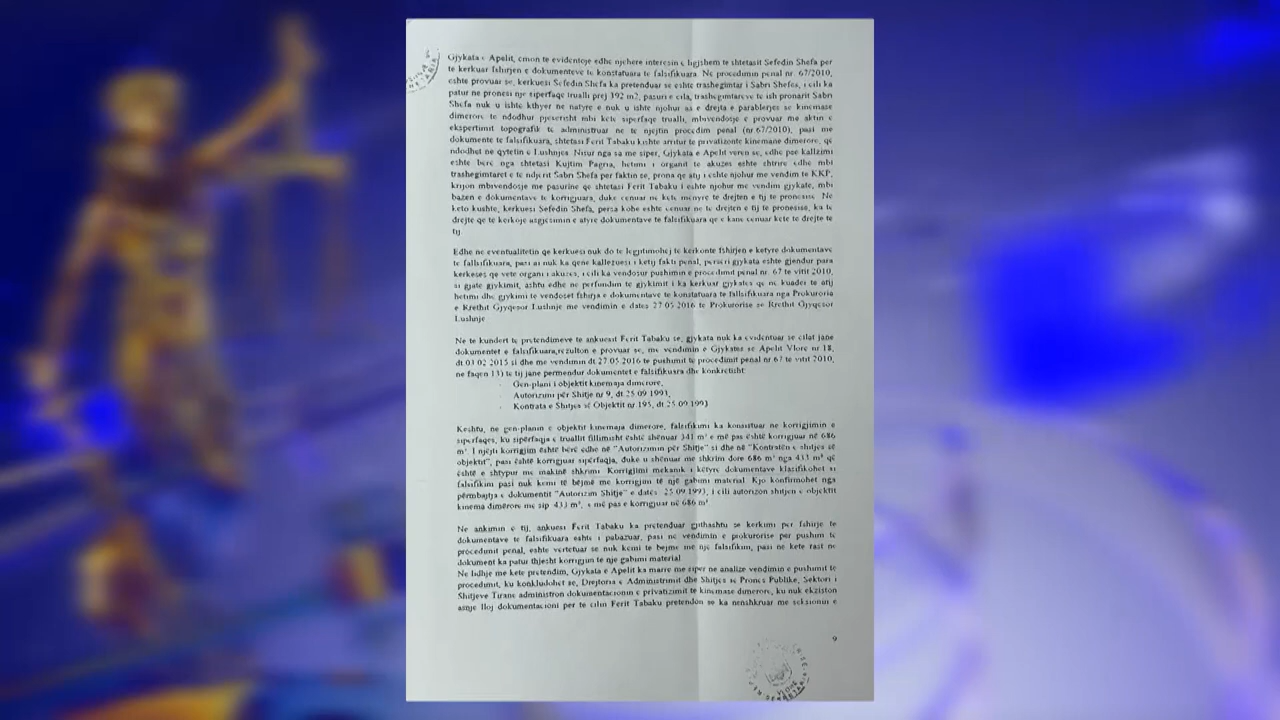 Gjykata e Apelit, çmon te evidentoje edhe njehere interesin e ligjshem te shtetasit Sefedin Shefa per
te kerkuar fshirjen e dokumenteve te konstatuara te falsifikuara. Ne procedimin penal nr. 67/2010,
eshte provuar se, kerkuesi Sefedin Shefa ka pretenduar se eshte trashegimtar i Sabri Shefes, i cili ka
patur ne pronesi nje siperfaqe trualli prej 392 m2, pasuri e cila, trashegimtareve te ish pronarit Sabri
Shefa nuk u ishte kthyer ne natyre e nuk u ishte njohur as e drejta e parablerjes se kinemase
dimerore te ndodhur pjeserisht mbi kete siperfaqe trualli, mbivendosje e provuar me aktin e
ekspertimit topografik te administruar ne te njejtin procedim penal (nr.67/2010), pasi me
dokumente te falsifikuara, shtetasi Ferit Tabaku kishte arritur te privatizonte kinemane dimerore, qe
ndodhet ne qytetin e Lushnjes. Nisur nga sa me siper, Gjykata e Apelit veren se, edhe pse kallzimi
eshte bere nga shtetasi Kujtim Pagria, hetimi i organit te akuzes eshte shtrire edhe mbi
trashegimtaret e te ndjerit Sabri Shefa per faktin se, prona qe atij i eshte njohur me vendim te KKP,
krijon mbivendosje me pasurine qe shtetasi Ferit Tabaku i eshte njohur me vendim gjykate, mbi
bazen e dokumentave te korrigjuara, duke cenuar ne kete menyre te drejten e tij te pronesise. Ne
keto kushte, kerkuesi Sefedin Shefa, persa kohe eshte cenuar ne te drejten e tij te pronesise, ka te
drejte qe te kerkoje asgjesimin e atyre dokumentave te falsifikuara qe e kane cenuar kete te drejte te
tij.
Edhe ne eventualitetin qe kerkuesi nuk do te legjitimohej te kerkonte fshirjen e ketyre dokumentave
te fallsifikuara, pasi ai nuk ka qene kallezuesi i ketij fakti penal, perseri gjykata eshte gjendur para
kerkeses qe vete organi i akuzes, i cili ka vendosur pushimin e procedimit penal nr. 67 te vitit 2010,
si gjate gjykimit, ashtu edhe ne perfundim te gjykimit i ka kerkuar gjykates qe ne kuader te atij
hetimi dhe gjykimi te vendoset fshirja e dokumentave te konstatuara te fallsifikuara nga Prokuroria
e Rrethit Gjyqesor Lushnje me vendimin e dates 27.05.2016 te Prokurorise se Rrethit Gjyqesor
Lushnje.
Ne te kundert te pretendimeve te ankuesit Ferit Tabaku se, gjykata nuk ka evidentuar se cilat jane
dokumentet e falsifikuara,rezulton e provuar se, me vendimin e Gjykates se Apelit Vlore nr 18,
dt 03.02.2015 si dhe me vendimin dt 27.05.2016 te pushimit te procedimit penal nr 67 te vitit 2010,
ne faqen 13) te tij jane permendur dokumentet e falsifikuara dhe konkretisht:
- Gen-plani i objektit kinemaja dimerore,
- Autorizimi për Shitje nr 9, dt 25.09.1993,
- Kontrata e Shitjes së Objektit nr 195, dt 25.09.1993
Keshtu, ne gen-planin e objektit kinemaja dimerore, falsifikimi ka konsistuar ne korrigjimin e
siperfaqes, ku sipërfaqja e truallit fillimisht është shënuar 341 m² e më pas është korrigjuar në 686
m². I njejti korrigjim është bërë edhe në "Autorizimin për Shitje" si dhe në "Kontratën e shitjes së
objektit", pasi është korrigjuar sipërfaqja, duke u shënuar me shkrim dore 686 m² nga 433 m² që
është e shtypur me makinë shkrimi. Korrigjimi mekanik i këtyre dokumentave klasifikohet si
falsifikim pasi nuk kemi të bëjmë me korrigjim të një gabimi material. Kjo konfirmohet nga
përmbajtja e dokumentit "Autorizim Shitje" e datës 25.09.1993, i cili autorizon shitjen e objektit
kinema dimërore me sip. 433 m², e më pas e korrigjuar në 686 m².
Ne ankimin e tij, ankuesi Ferit Tabaku ka pretenduar gjithashtu se kerkimi per fshirje te
dokumentave te falsifikuara eshte i pabazuar, pasi ne vendimin e prokurorise per pushim te
procedimit penal, eshte vertetuar se nuk kemi te bejme me nje falsifikim, pasi ne kete rast ne
dokument ka patur thjesht korrigjim te nje gabimi material.
Ne lidhje me kete pretendim, Gjykata e Apelit ka marre me siper ne analize vendimin e pushimit te
procedimit, ku konkludohet se, Drejtoria e Administrimit dhe Shitjes se Prones Publike, Sektori i
Shitjeve Tirane administron dokumentacionin e privatizimit te kinemase dimerore, ku nuk ekziston
asnje lloj dokumentacioni per te cilin Ferit Tabaku pretendon se ka nenshkruar me seksionin e
9